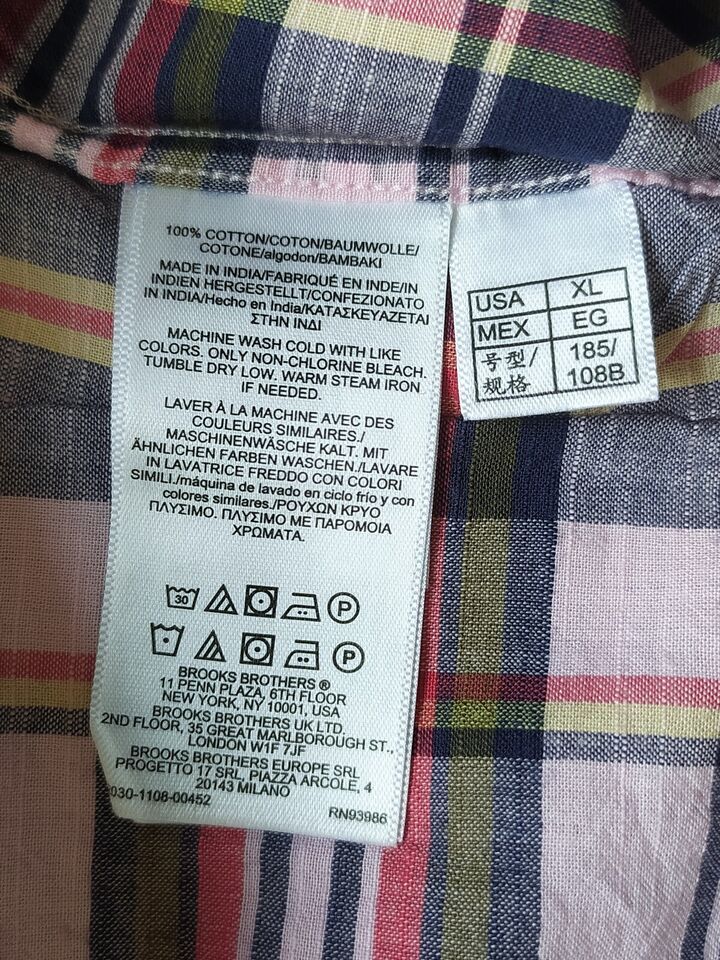 100% COTTON/COTON/BAUMWOLLE/
COTONE/algodon/BAMBAKI
MADE IN INDIA/FABRIQUÉ EN INDE/IN
INDIEN HERGESTELLT/CONFEZIONATO
IN INDIA/Hecho en India/ΚΑΤΑΣΚΕΥΑΖΕΤΑΙ
ΣΤΗΝ ΙΝΔΙ
MACHINE WASH COLD WITH LIKE
COLORS. ONLY NON-CHLORINE BLEACH.
TUMBLE DRY LOW. WARM STEAM IRON
IF NEEDED.
LAVER À LA MACHINE AVEC DES
COULEURS SIMILAIRES./
MASCHINENWÄSCHE KALT. MIT
ÄHNLICHEN FARBEN WASCHEN./LAVARE
IN LAVATRICE FREDDO CON COLORI
SIMILI./máquina de lavado en ciclo frío y con
colores similares./ΡΟΥΧΩΝ ΚΡΥΟ
ΠΛΥΣΙΜΟ. ΠΛΥΣΙΜΟ ΜΕ ΠΑΡΟΜΟΙΑ
ΧΡΩΜΑΤΑ.
30 P
P
BROOKS BROTHERS ®
11 PENN PLAZA, 6TH FLOOR
NEW YORK, NY 10001, USA
BROOKS BROTHERS UK LTD.
2ND FLOOR, 35 GREAT MARLBOROUGH ST.,
LONDON W1F 7JF
BROOKS BROTHERS EUROPE SRL
PROGETTO 17 SRL, PIAZZA ARCOLE, 4
20143 MILANO
030-1108-00452
RN93986
USA XL
MEX EG
号型/ 185/
规格 108B